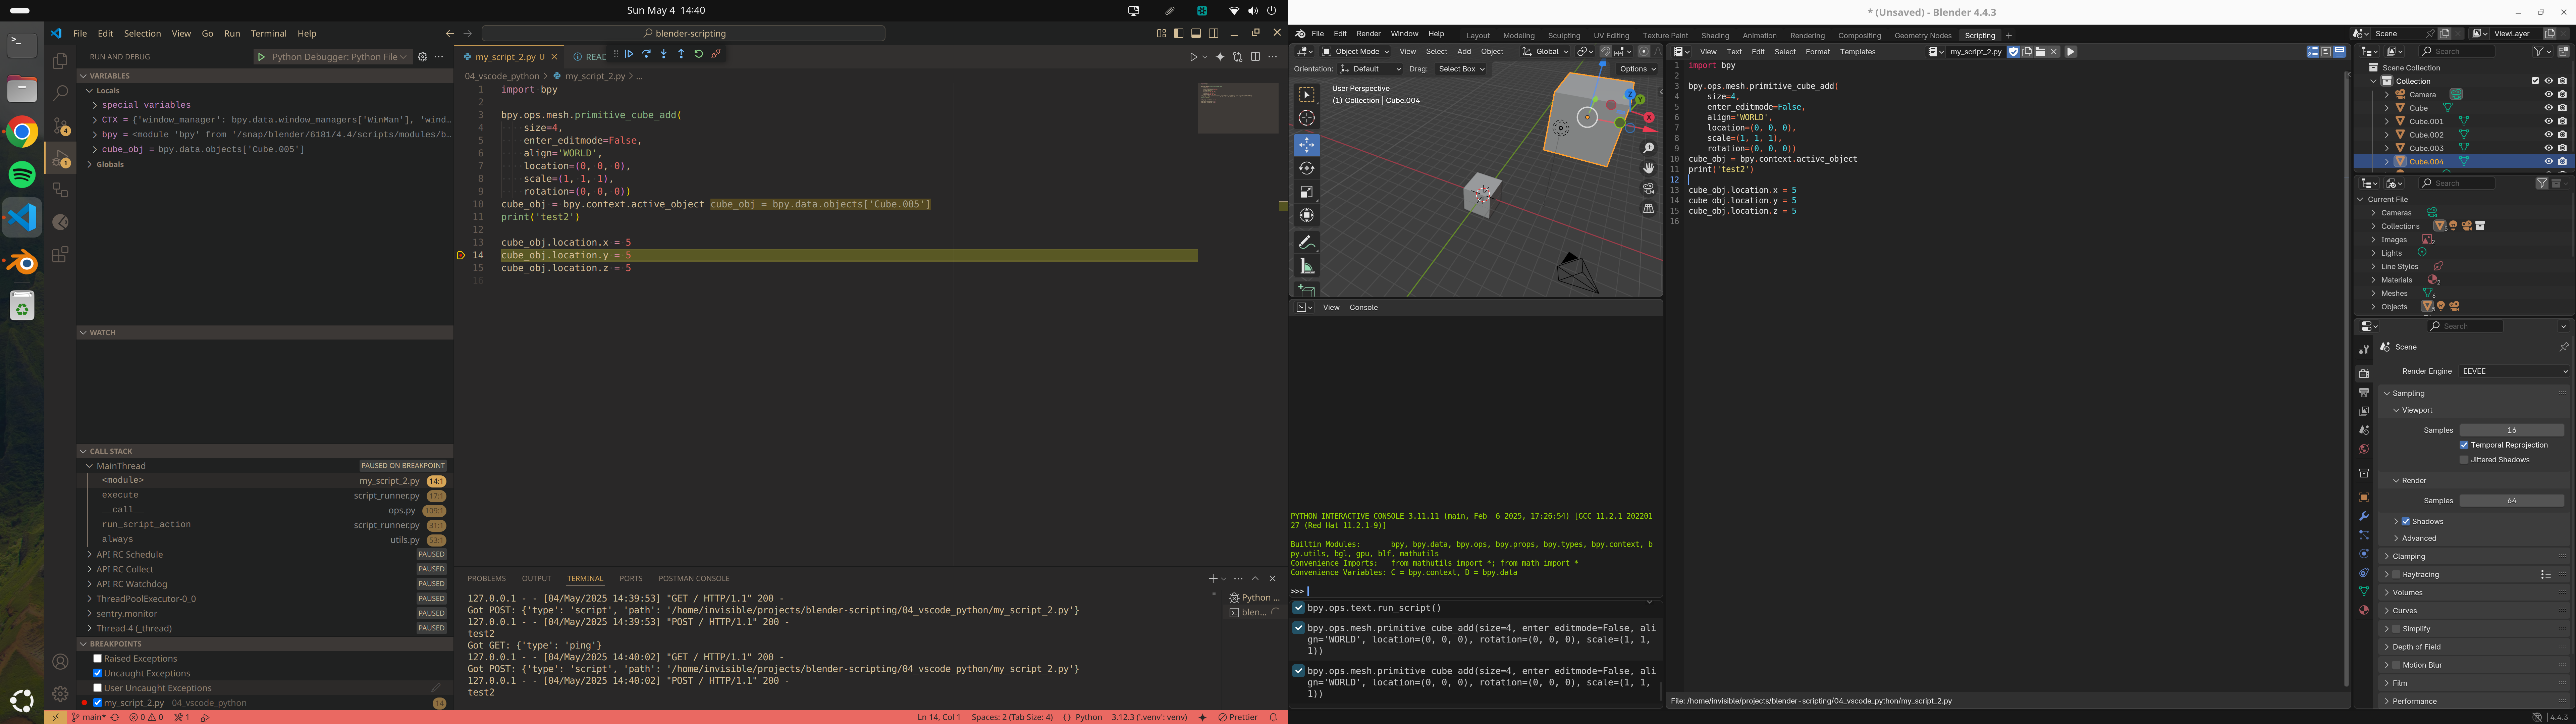 Sun May 4 14:40
File Edit Selection View Go Run Terminal Help
blender-scripting
RUN AND DEBUG
Python Debugger: Python File
VARIABLES
Locals
special variables
CTX = {'window_manager': bpy.data.window_managers['WinMan'], 'wind…
bpy = <module 'bpy' from '/snap/blender/6181/4.4/scripts/modules/b…
cube_obj = bpy.data.objects['Cube.005']
Globals
WATCH
CALL STACK
MainThread PAUSED ON BREAKPOINT
<module> my_script_2.py 14:1
execute script_runner.py 17:1
__call__ ops.py 109:1
run_script_action script_runner.py 31:1
always utils.py 53:1
API RC Schedule PAUSED
API RC Collect PAUSED
API RC Watchdog PAUSED
ThreadPoolExecutor-0_0 PAUSED
sentry.monitor PAUSED
Thread-4 (_thread) PAUSED
BREAKPOINTS
Raised Exceptions
Uncaught Exceptions
User Uncaught Exceptions
my_script_2.py 04_vscode_python 14
my_script_2.py U
READ
04_vscode_python > my_script_2.py > ...
1 import bpy
2
3 bpy.ops.mesh.primitive_cube_add(
4 size=4,
5 enter_editmode=False,
6 align='WORLD',
7 location=(0, 0, 0),
8 scale=(1, 1, 1),
9 rotation=(0, 0, 0))
10 cube_obj = bpy.context.active_object cube_obj = bpy.data.objects['Cube.005']
11 print('test2')
12
13 cube_obj.location.x = 5
14 cube_obj.location.y = 5
15 cube_obj.location.z = 5
16
PROBLEMS OUTPUT TERMINAL PORTS POSTMAN CONSOLE
127.0.0.1 - - [04/May/2025 14:39:53] "GET / HTTP/1.1" 200 -
Got POST: {'type': 'script', 'path': '/home/invisible/projects/blender-scripting/04_vscode_python/my_script_2.py'}
127.0.0.1 - - [04/May/2025 14:39:53] "POST / HTTP/1.1" 200 -
test2
Got GET: {'type': 'ping'}
127.0.0.1 - - [04/May/2025 14:40:02] "GET / HTTP/1.1" 200 -
Got POST: {'type': 'script', 'path': '/home/invisible/projects/blender-scripting/04_vscode_python/my_script_2.py'}
127.0.0.1 - - [04/May/2025 14:40:02] "POST / HTTP/1.1" 200 -
test2
Python ...
blen...
main* 0 0 1
Ln 14, Col 1 Spaces: 2 (Tab Size: 4) {} Python 3.12.3 ('.venv': venv) Prettier
* (Unsaved) - Blender 4.4.3
File Edit Render Window Help
Layout Modeling Sculpting UV Editing Texture Paint Shading Animation Rendering Compositing Geometry Nodes Scripting +
Scene
ViewLayer
Object Mode View Select Add Object Global
Orientation: Default Drag: Select Box Options
User Perspective
(1) Collection | Cube.004
Z
Y
X
View Console
PYTHON INTERACTIVE CONSOLE 3.11.11 (main, Feb 6 2025, 17:26:54) [GCC 11.2.1 202201
27 (Red Hat 11.2.1-9)]
Builtin Modules: bpy, bpy.data, bpy.ops, bpy.props, bpy.types, bpy.context, b
py.utils, bgl, gpu, blf, mathutils
Convenience Imports: from mathutils import *; from math import *
Convenience Variables: C = bpy.context, D = bpy.data
>>>
bpy.ops.text.run_script()
bpy.ops.mesh.primitive_cube_add(size=4, enter_editmode=False, ali
gn='WORLD', location=(0, 0, 0), rotation=(0, 0, 0), scale=(1, 1,
1))
bpy.ops.mesh.primitive_cube_add(size=4, enter_editmode=False, ali
gn='WORLD', location=(0, 0, 0), rotation=(0, 0, 0), scale=(1, 1,
1))
View Text Edit Select Format Templates
my_script_2.py
1 import bpy
2
3 bpy.ops.mesh.primitive_cube_add(
4 size=4,
5 enter_editmode=False,
6 align='WORLD',
7 location=(0, 0, 0),
8 scale=(1, 1, 1),
9 rotation=(0, 0, 0))
10 cube_obj = bpy.context.active_object
11 print('test2')
12
13 cube_obj.location.x = 5
14 cube_obj.location.y = 5
15 cube_obj.location.z = 5
16
File: /home/invisible/projects/blender-scripting/04_vscode_python/my_script_2.py
Search
Scene Collection
Collection
Camera
Cube
Cube.001
Cube.002
Cube.003
Cube.004
Search
Current File
Cameras
Collections
Images
Lights
Line Styles
Materials
Meshes
Objects
Search
Scene
Render Engine EEVEE
Sampling
Viewport
Samples 16
Temporal Reprojection
Jittered Shadows
Render
Samples 64
Shadows
Advanced
Clamping
Raytracing
Volumes
Curves
Simplify
Depth of Field
Motion Blur
Film
Performance
4.4.3